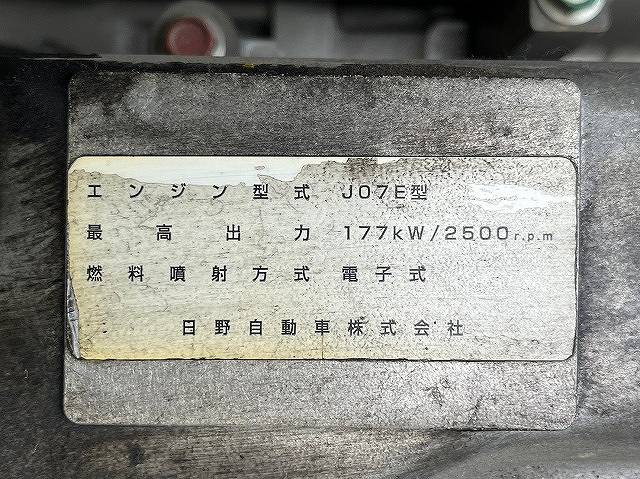 エンジン型式 J07E型
最高出力 177kW/2500r.p.m
燃料噴射方式 電子式
日野自動車株式会社